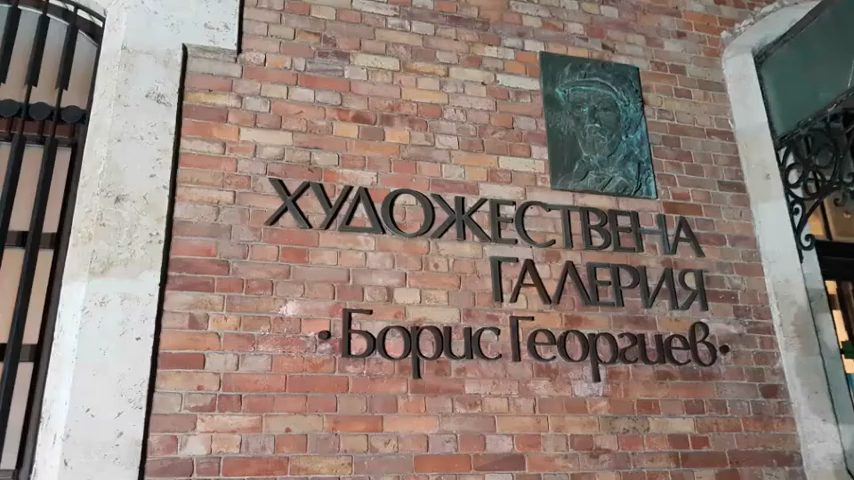 ХУДОЖЕСТВЕНА
ГАЛЕРИЯ
·Борис Георгиев·